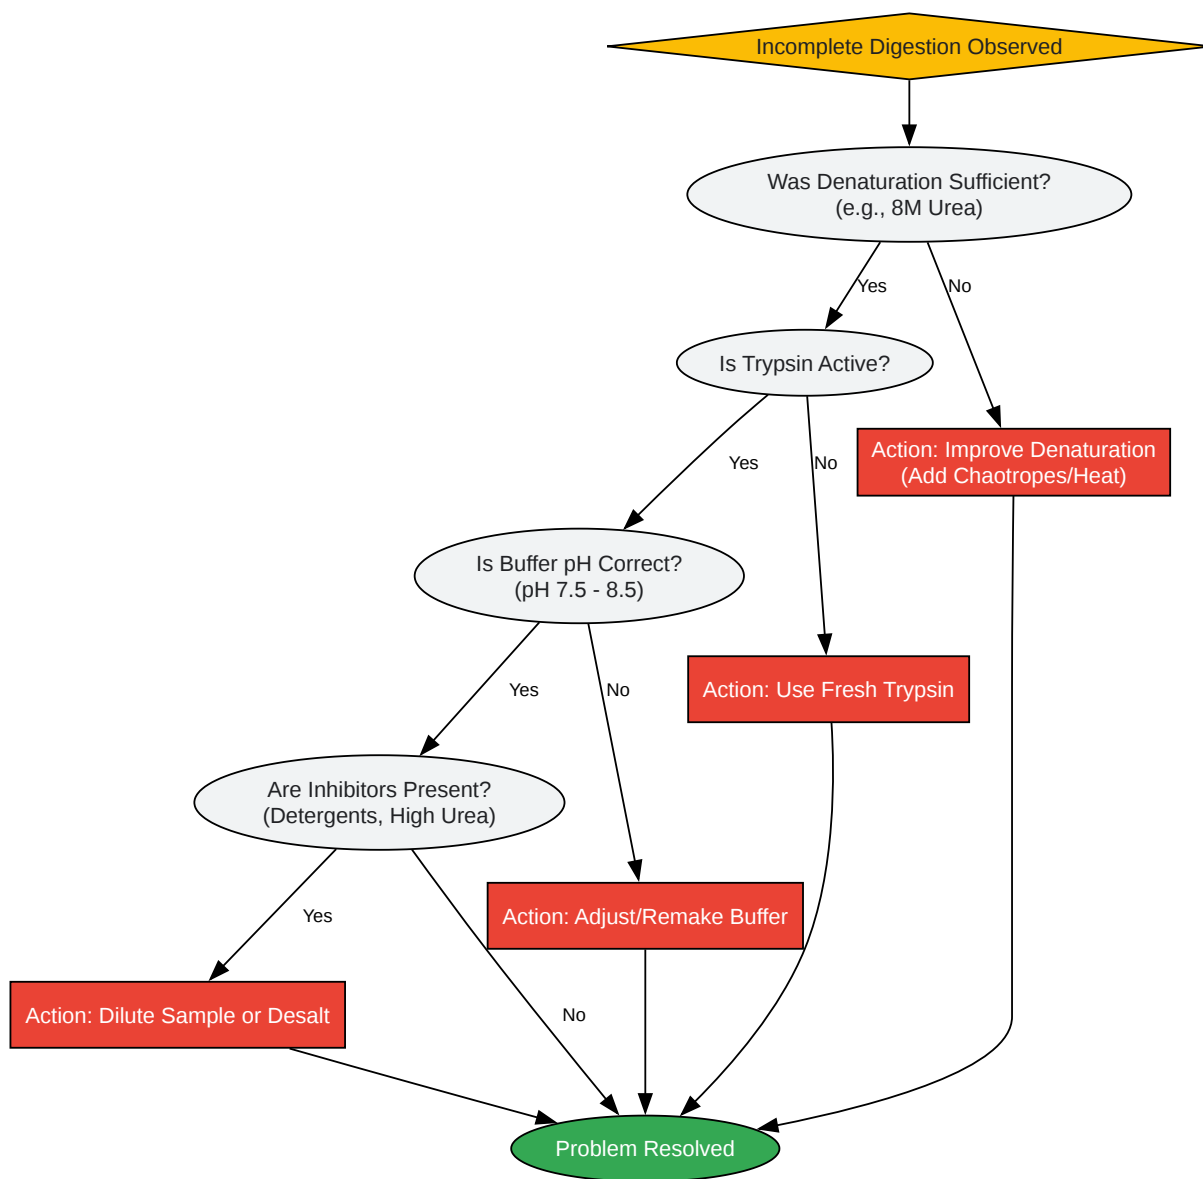 Incomplete Digestion Observed
Was Denaturation Sufficient?
(e.g., 8M Urea)
Yes
No
Is Trypsin Active?
Action: Improve Denaturation
(Add Chaotropes/Heat)
Yes
No
Is Buffer pH Correct?
(pH 7.5 - 8.5)
Action: Use Fresh Trypsin
Yes
No
Are Inhibitors Present?
(Detergents, High Urea)
Action: Adjust/Remake Buffer
Yes
No
Action: Dilute Sample or Desalt
Problem Resolved